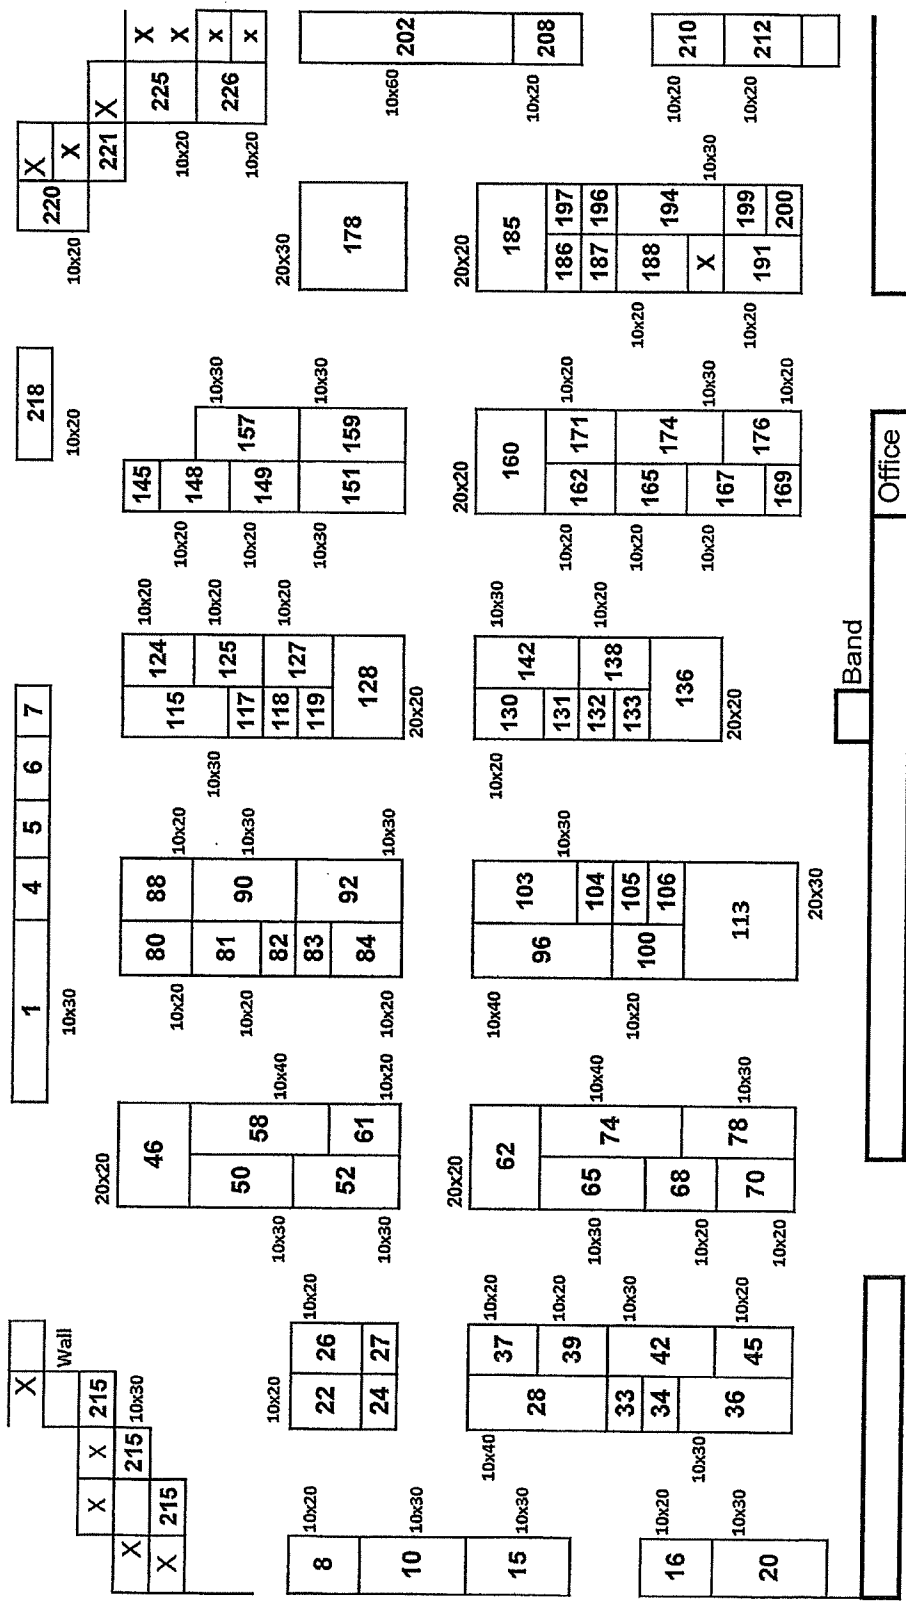 X 1 4 5 6 7 218 220 X
Wall 10x30 10x20 10x20 X
X X 215 20x20 221 X
X 215 10x30 10x20 145 X
X 215 46 80 88 124 225 X
10x20 10x20 115 10x20 148 10x20
10x30 10x20 10x30 X
50 58 81 90 117 125 157 226
10x20 10x30 10x20 149 10x20 X
10x20 10x40 20x30
10x30 10x40 82 118 127 10x20
8 22 26 83 119
10x20 10x20 10x30 10x30
52 61 84 92 128 151 159 178 202
24 27
10x30 10x20 10x20 10x30 10x60
10 10x30 20x20
20x20 20x20 20x20
10x40 10x20 10x40 10x20 10x30
37 62 103 130 142 160 185
15 10x30 28 96
10x20 10x30 10x20 10x20 10x20
39 131 162 171 186 197 208
10x30 10x40 104 132 138 10x20 187 196
33 42 10x30 65 74 105 133
10x20 10x20 10x20 10x20
34 100 106 165 174 188 194
16 68 136 210
10x20 10x30 10x20 10x20 10x30 10x20 10x30
36 45 70 78 113 167 X
10x30 10x20 10x30 20x20 199
20 176 191 212
10x20 169 10x20 10x20 200 10x20
20x30
Band
Office